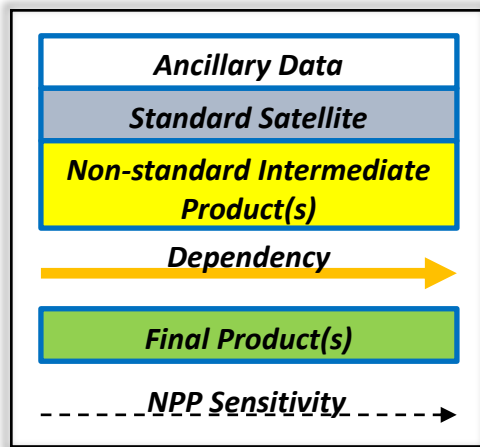 Ancillary Data
Standard Satellite
Non-standard Intermediate
Product(s)
Dependency
Final Product(s)
NPP Sensitivity